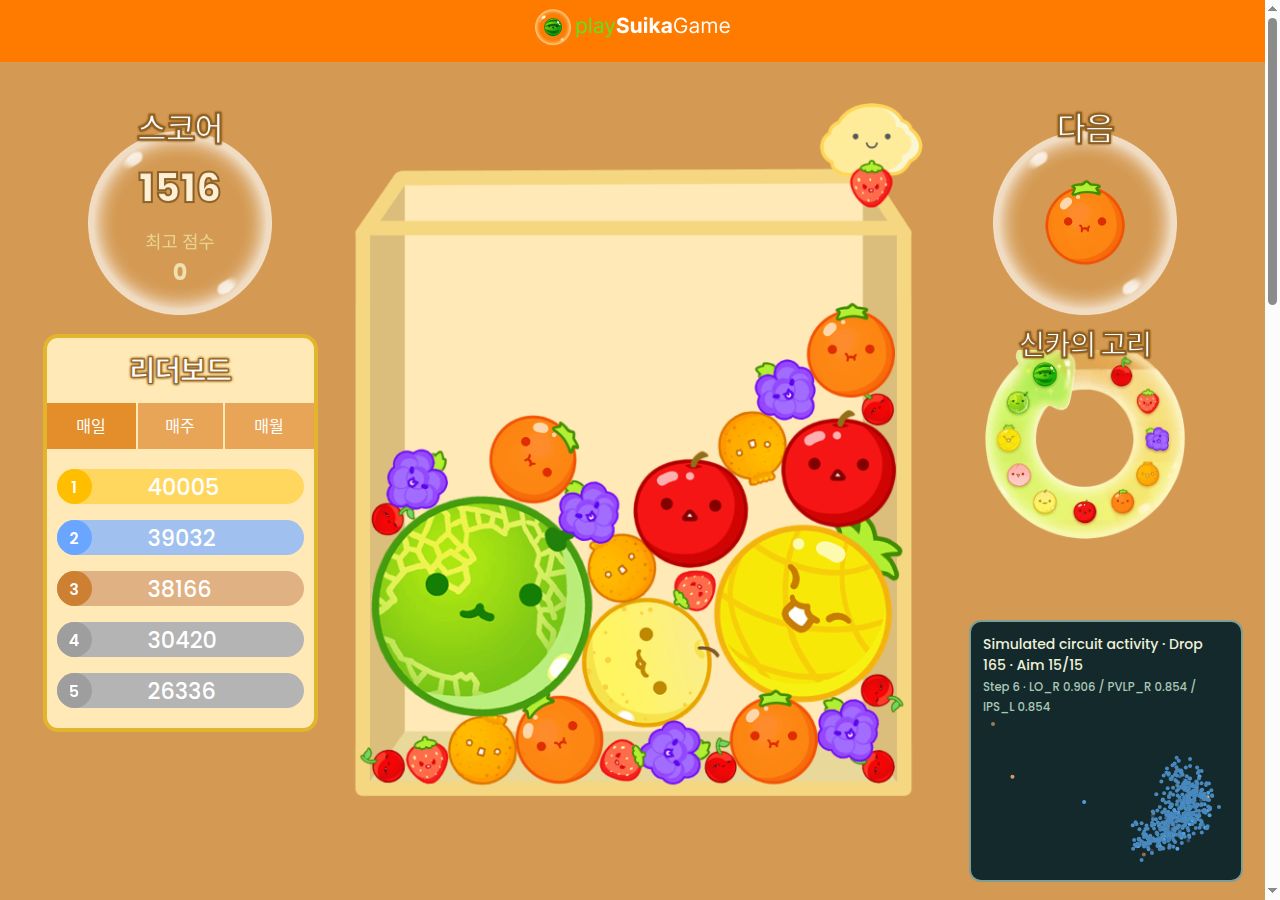 playSuikaGame
스코어
1516
최고 점수
0
리더보드
매일 매주 매월
1 40005
2 39032
3 38166
4 30420
5 26336
다음
신카의 고리
Simulated circuit activity · Drop
165 · Aim 15/15
Step 6 · LO_R 0.906 / PVLP_R 0.854 /
IPS_L 0.854